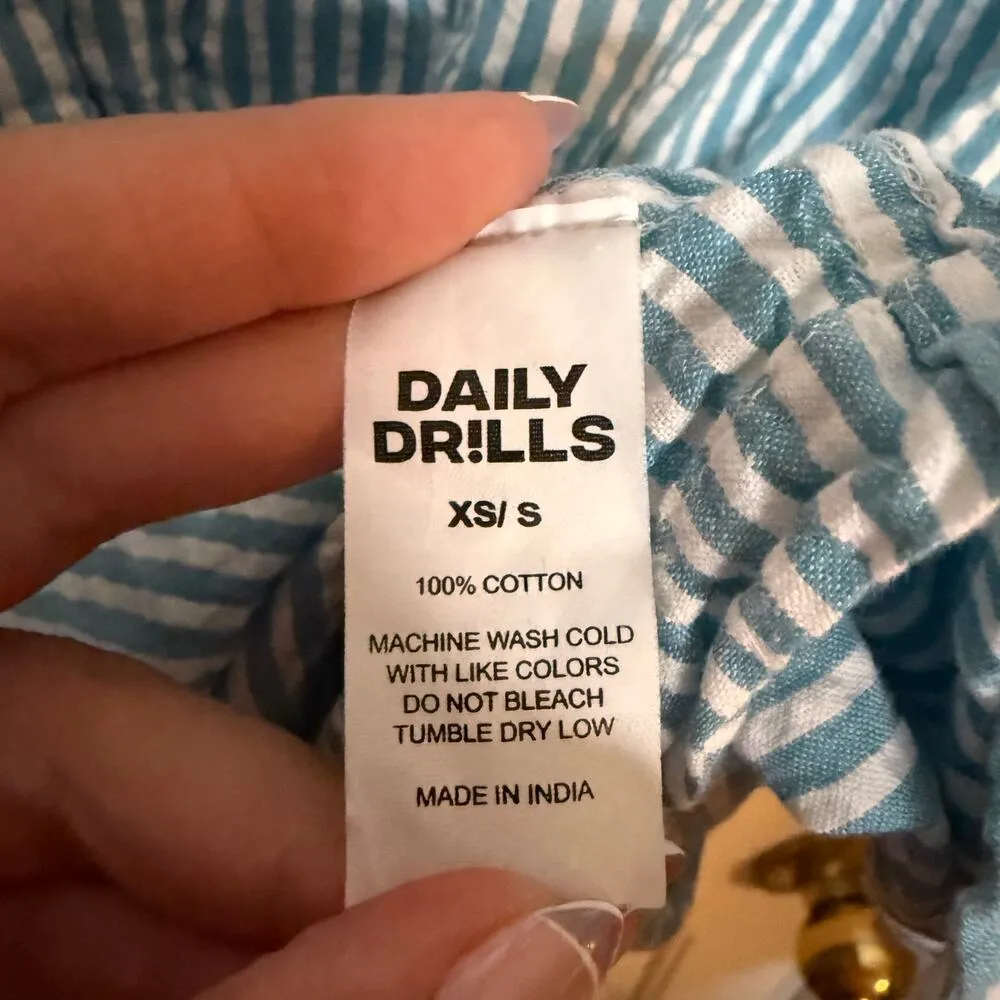 DAILY
DR!LLS
XS/ S
100% COTTON
MACHINE WASH COLD
WITH LIKE COLORS
DO NOT BLEACH
TUMBLE DRY LOW
MADE IN INDIA